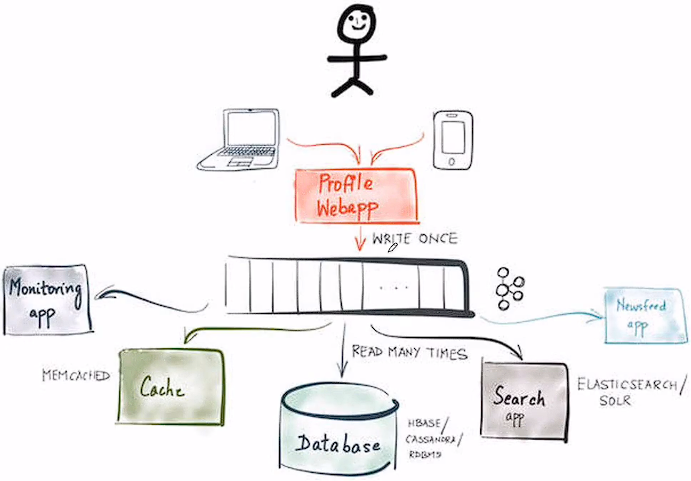 Profile
Webapp
WRITE ONCE
...
Monitoring
app
Newsfeed
app
MEMCACHED
Cache
READ MANY TIMES
Database
HBASE/
CASSANDRA/
RDBMS
Search
app
ELASTICSEARCH/
SOLR